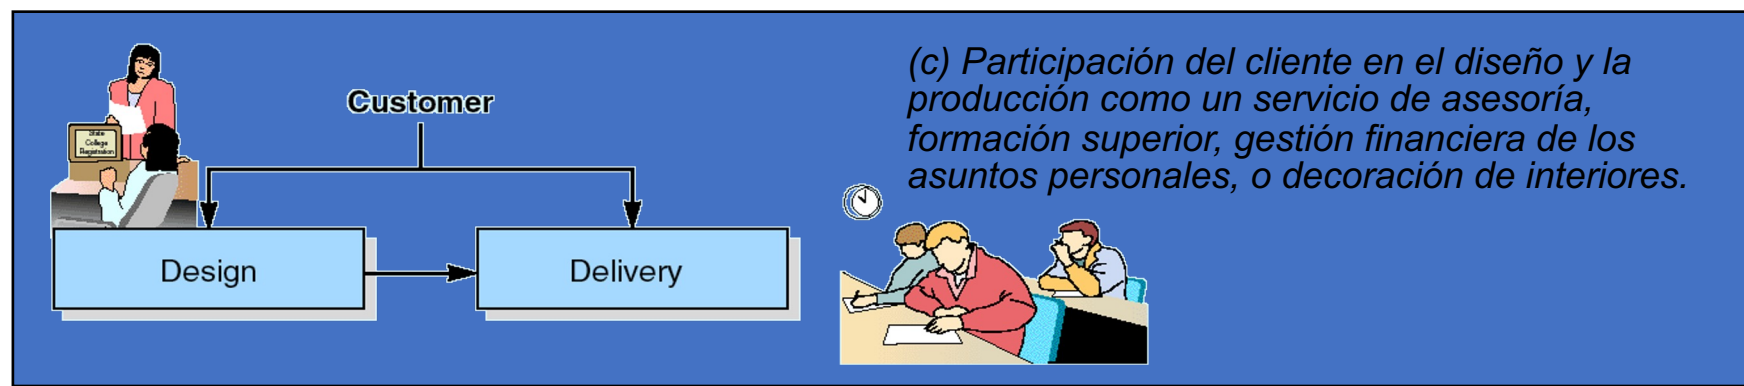 (c) Participación del cliente en el diseño y la
producción como un servicio de asesoría,
formación superior, gestión financiera de los
asuntos personales, o decoración de interiores.
Customer
State
College
Registration
Design
Delivery